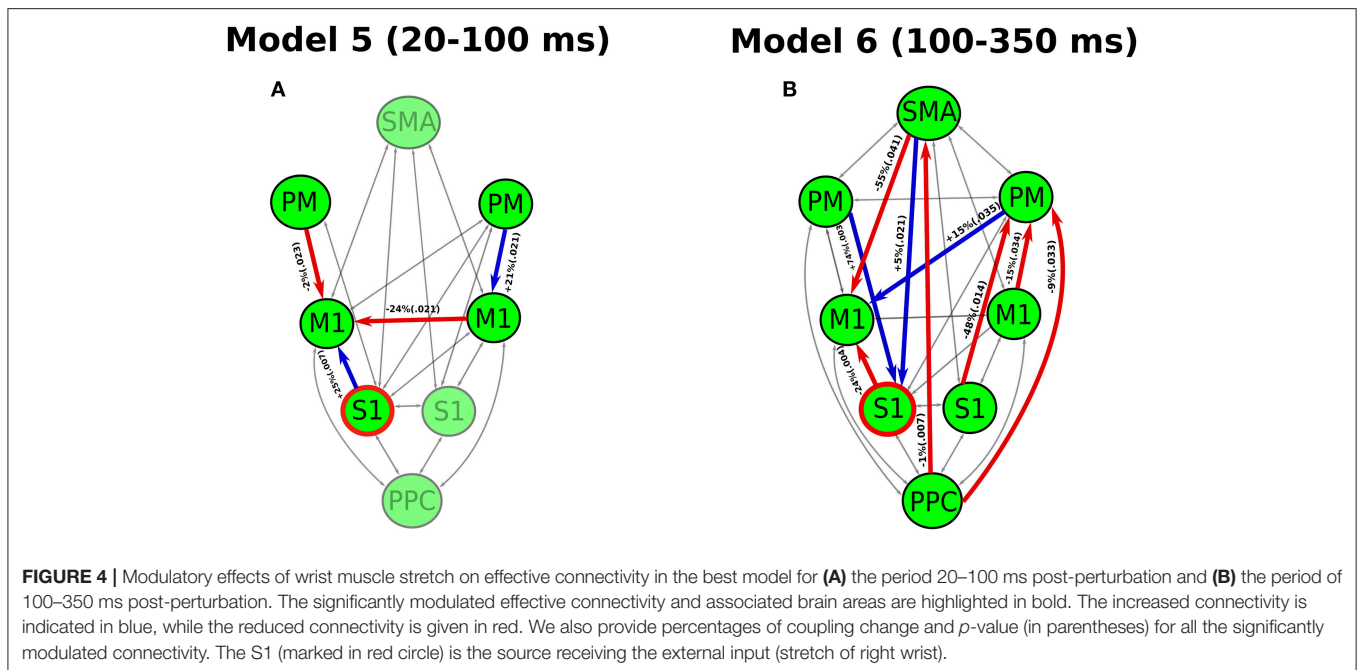 Model 5 (20-100 ms)
Model 6 (100-350 ms)
A
SMA
PM
PM
-2%(.023)
+21%(.021)
M1
-24%(.021)
M1
+25%(.007)
S1
S1
PPC
B
SMA
-55%(.041)
PM
PM
+74%(.003
+5%(.021)
+15%(.035)
-15%(.034)
-9%(.033)
M1
M1
-48%(.014)
-24%(.004)
S1
S1
-1%(.007)
PPC
FIGURE 4 | Modulatory effects of wrist muscle stretch on effective connectivity in the best model for (A) the period 20–100 ms post-perturbation and (B) the period of
100–350 ms post-perturbation. The significantly modulated effective connectivity and associated brain areas are highlighted in bold. The increased connectivity is
indicated in blue, while the reduced connectivity is given in red. We also provide percentages of coupling change and p-value (in parentheses) for all the significantly
modulated connectivity. The S1 (marked in red circle) is the source receiving the external input (stretch of right wrist).